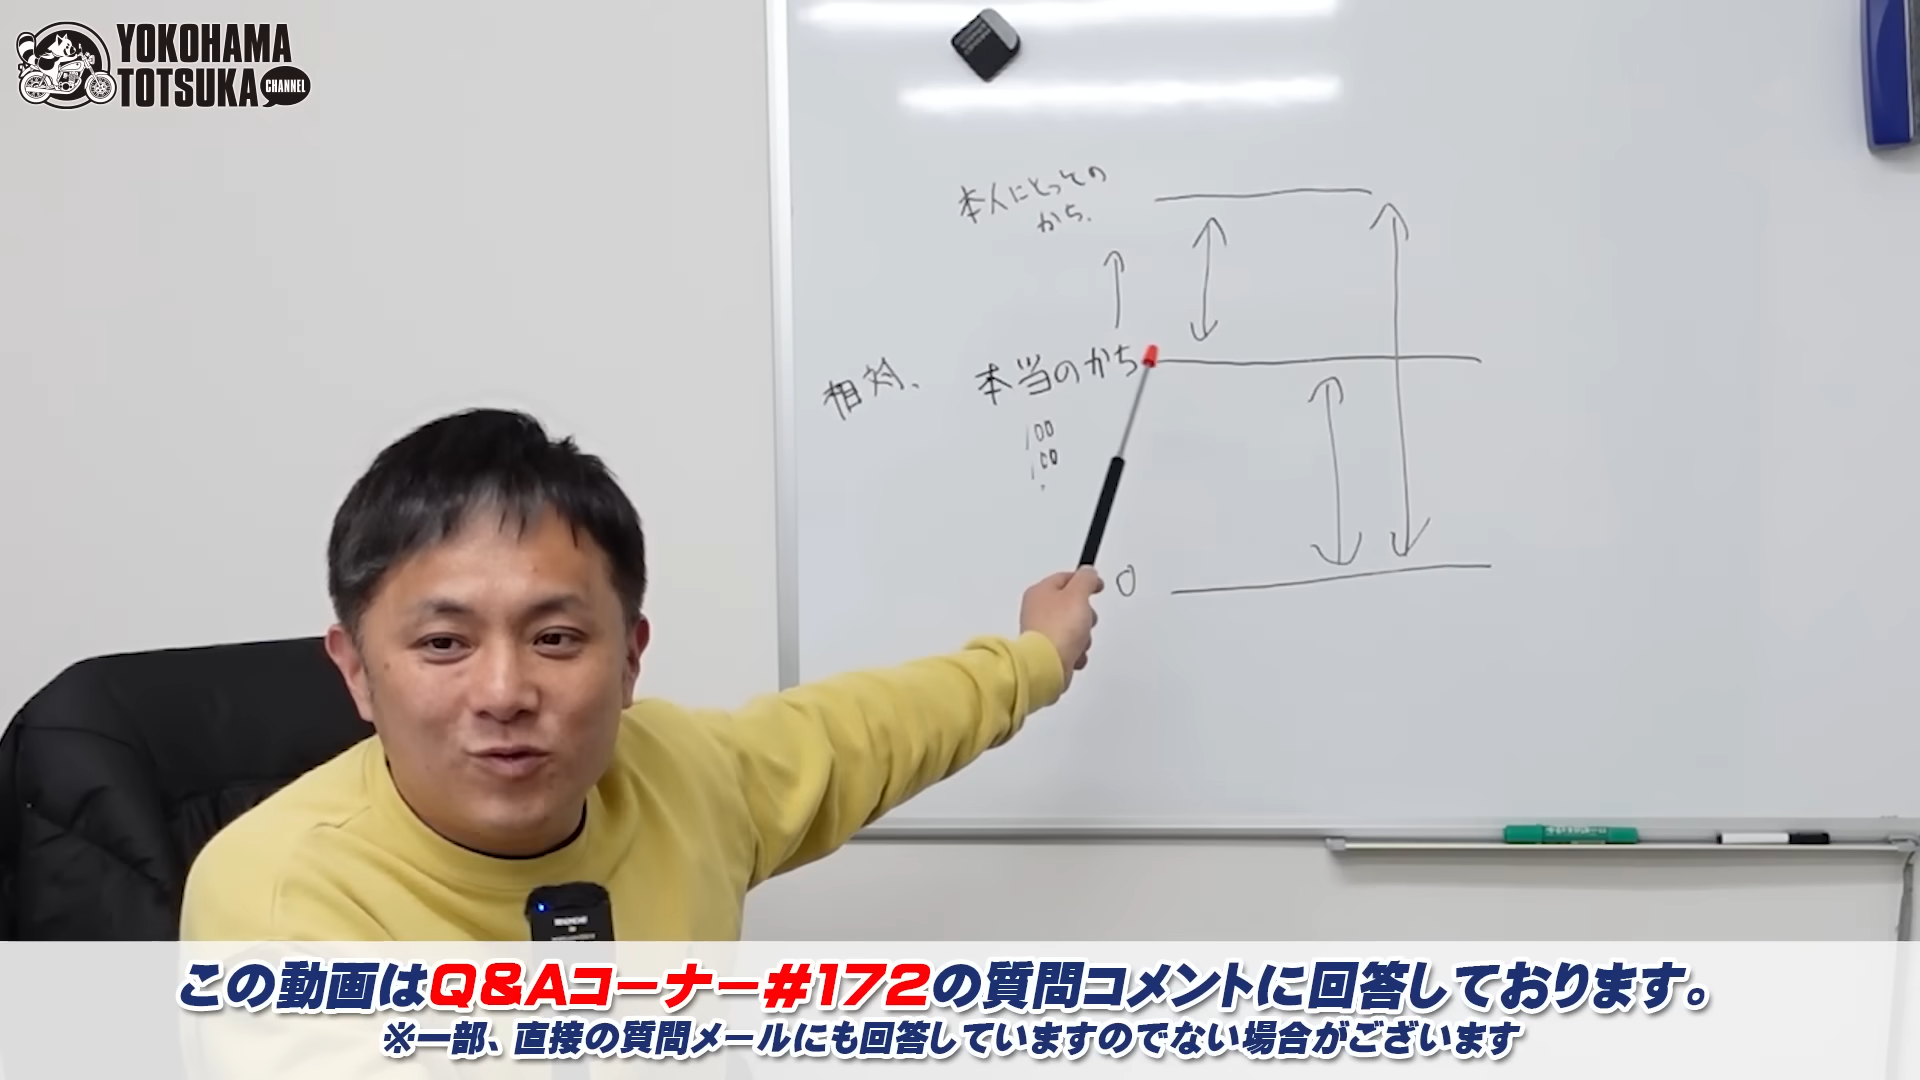 YOKOHAMA
TOTSUKA CHANNEL
本人にとっての
かち.
相対、 本当のかち
100
100
0
この動画はQ&Aコーナー#172の質問コメントに回答しております。
※一部、直接の質問メールにも回答していますのでない場合がございます